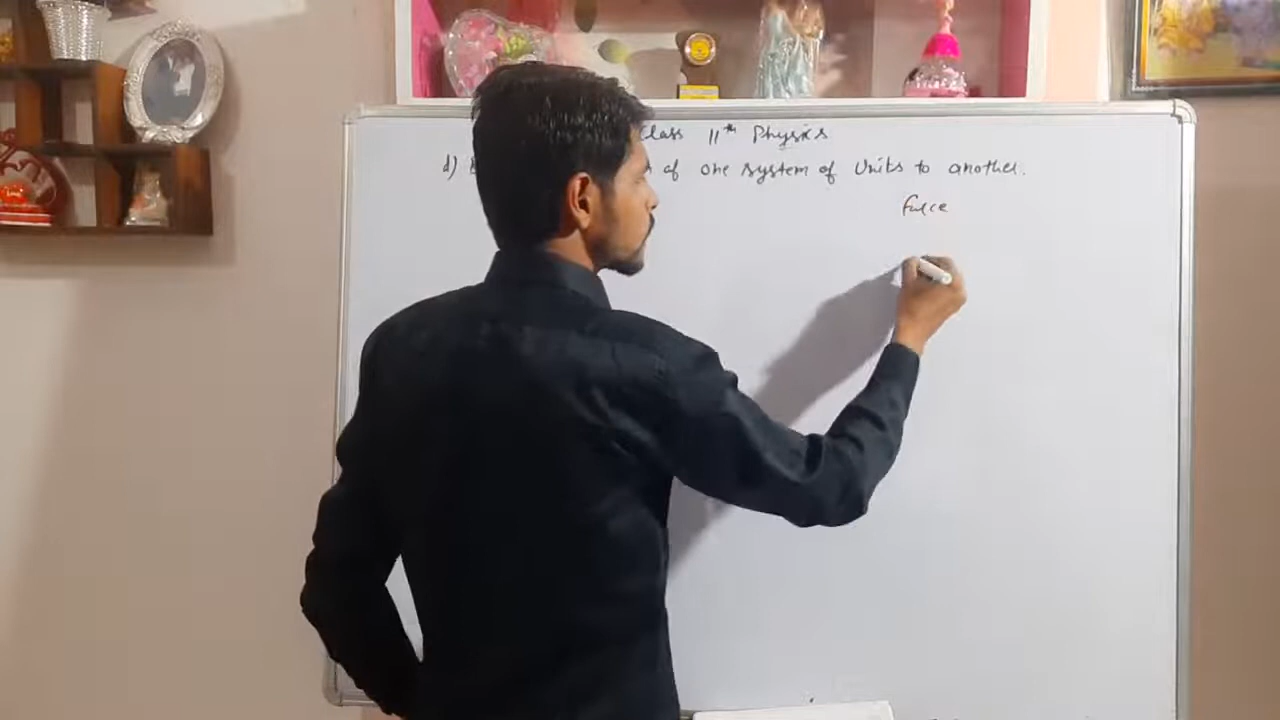 Class 11th Physics
d) of one system of Units to another.
Force